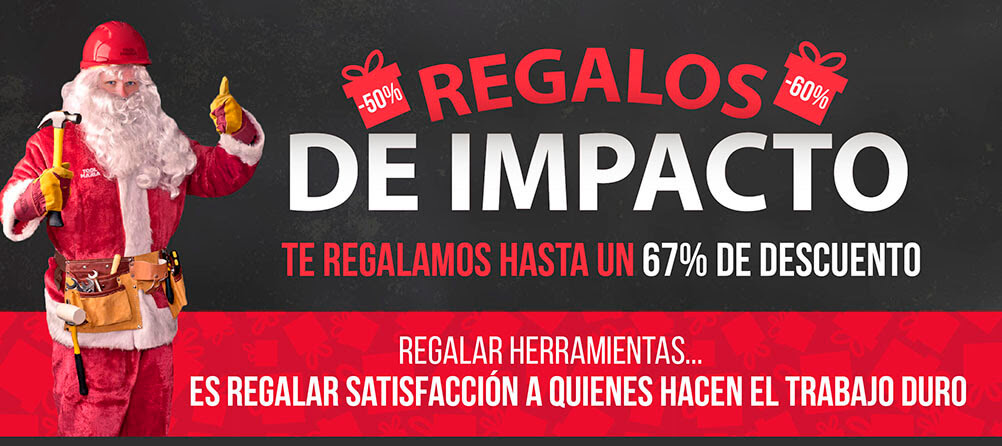 -50%
REGALOS
-60%
DE IMPACTO
TE REGALAMOS HASTA UN 67% DE DESCUENTO
REGALAR HERRAMIENTAS...
ES REGALAR SATISFACCIÓN A QUIENES HACEN EL TRABAJO DURO